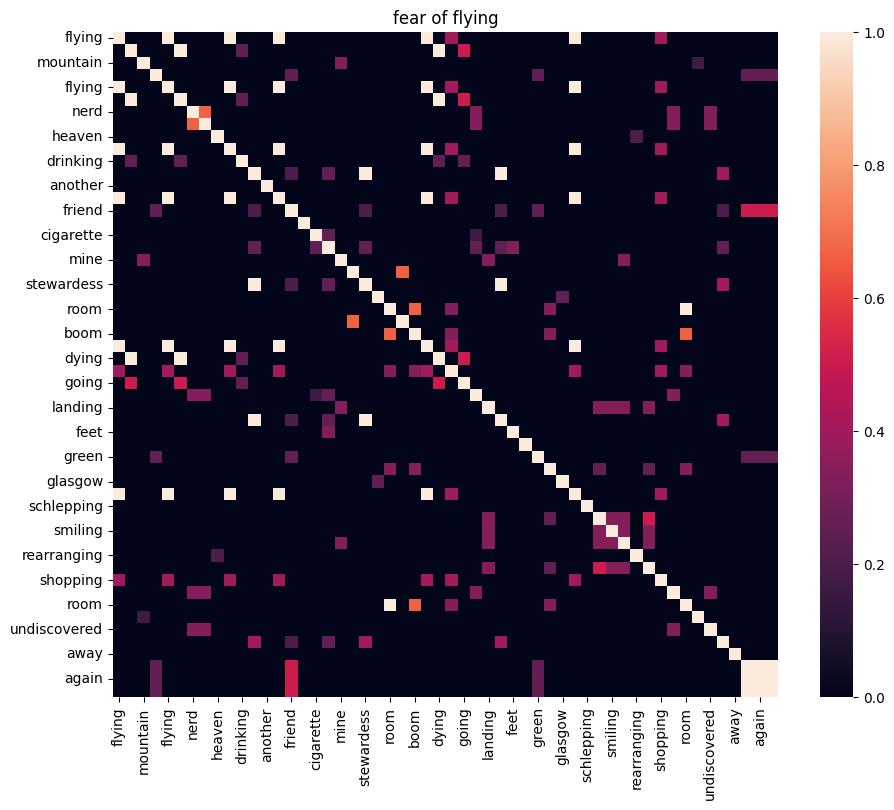 fear of flying
flying
mountain
flying
nerd
heaven
drinking
another
friend
cigarette
mine
stewardess
room
boom
dying
going
landing
feet
green
glasgow
schlepping
smiling
rearranging
shopping
room
undiscovered
away
again
1.0
0.8
0.6
0.4
0.2
0.0
flying
mountain
flying
nerd
heaven
drinking
another
friend
cigarette
mine
stewardess
room
boom
dying
going
landing
feet
green
glasgow
schlepping
smiling
rearranging
shopping
room
undiscovered
away
again